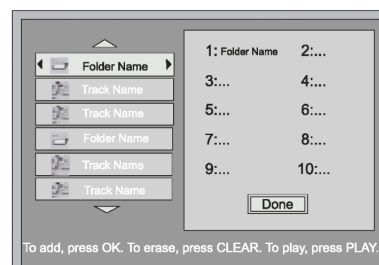 Folder Name
Track Name
Track Name
Folder Name
Track Name
Track Name
1: Folder Name 2:...
3:... 4:...
5:... 6:...
7:... 8:...
9:... 10:...
Done
To add, press OK. To erase, press CLEAR. To play, press PLAY.